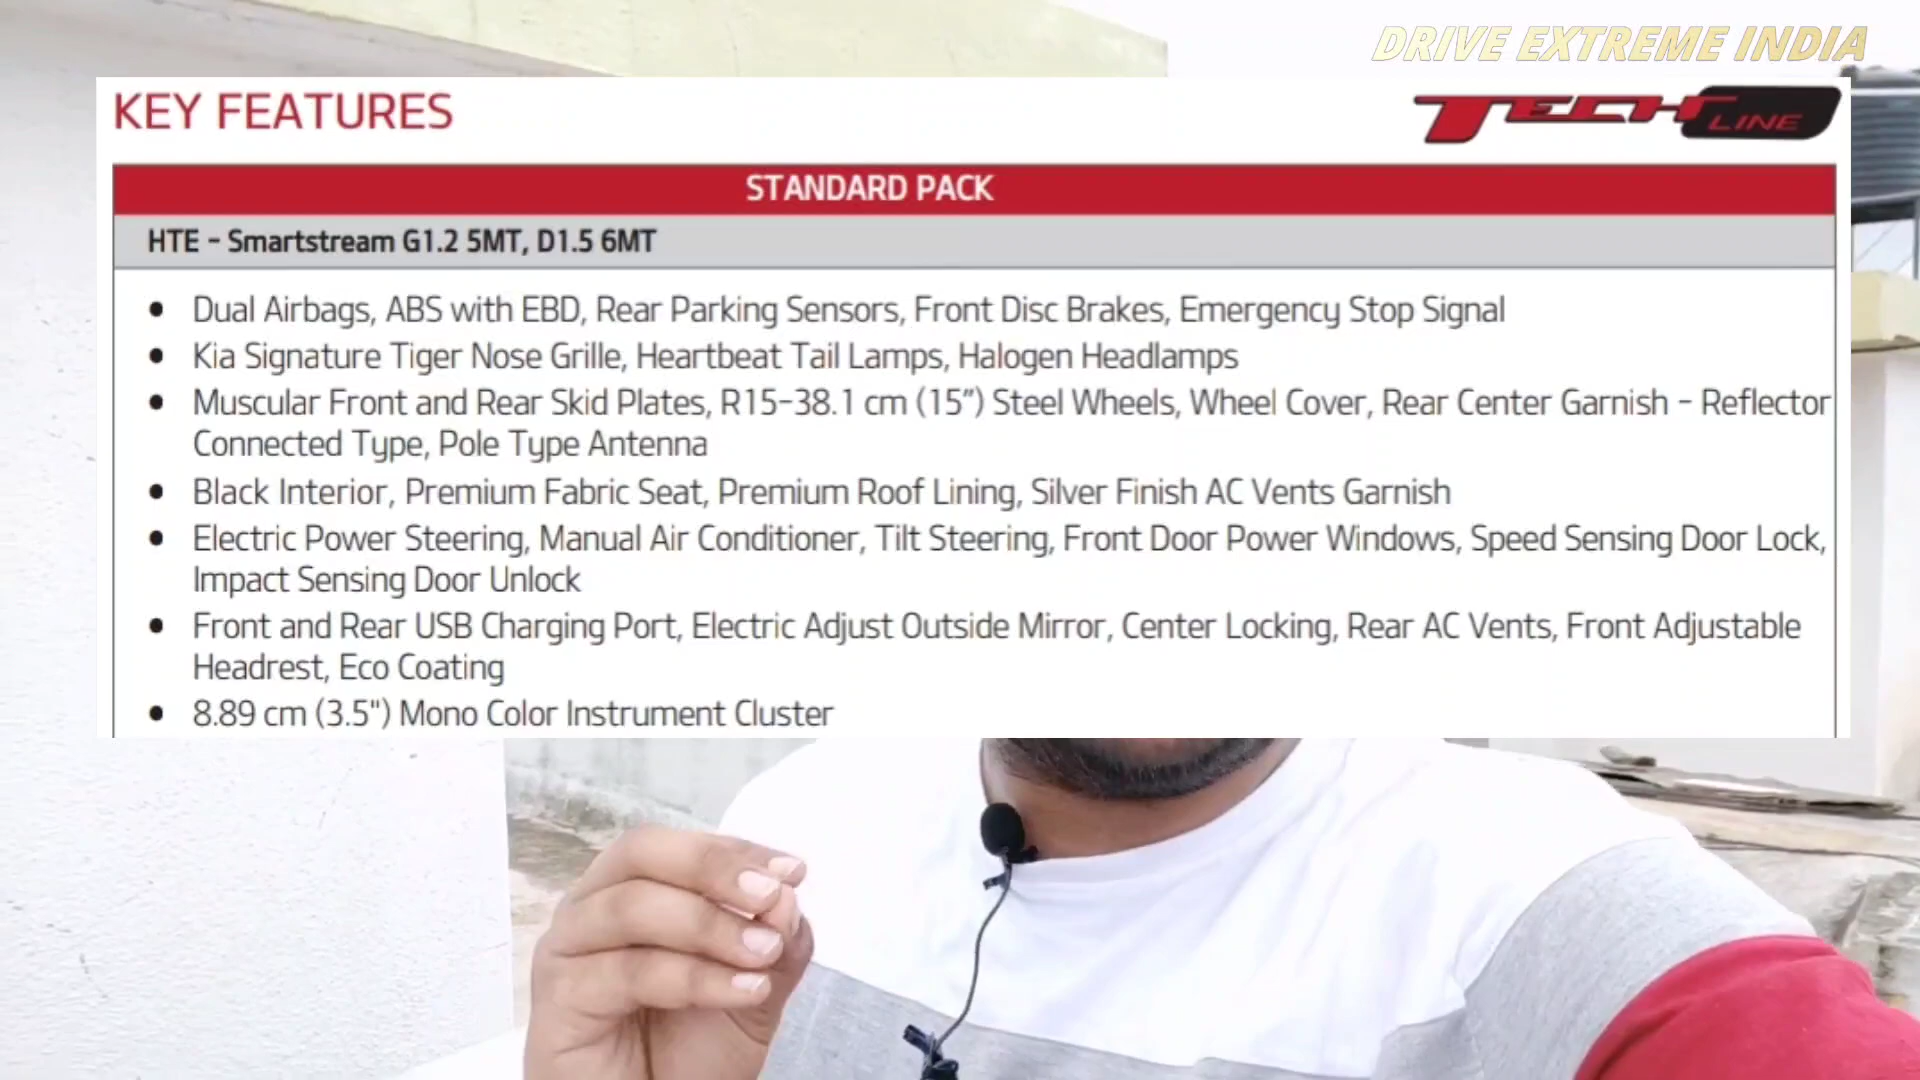 DRIVE EXTREME INDIA
KEY FEATURES
TECH LINE
STANDARD PACK
HTE - Smartstream G1.2 5MT, D1.5 6MT
• Dual Airbags, ABS with EBD, Rear Parking Sensors, Front Disc Brakes, Emergency Stop Signal
• Kia Signature Tiger Nose Grille, Heartbeat Tail Lamps, Halogen Headlamps
• Muscular Front and Rear Skid Plates, R15-38.1 cm (15”) Steel Wheels, Wheel Cover, Rear Center Garnish - Reflector
Connected Type, Pole Type Antenna
• Black Interior, Premium Fabric Seat, Premium Roof Lining, Silver Finish AC Vents Garnish
• Electric Power Steering, Manual Air Conditioner, Tilt Steering, Front Door Power Windows, Speed Sensing Door Lock,
Impact Sensing Door Unlock
• Front and Rear USB Charging Port, Electric Adjust Outside Mirror, Center Locking, Rear AC Vents, Front Adjustable
Headrest, Eco Coating
• 8.89 cm (3.5") Mono Color Instrument Cluster